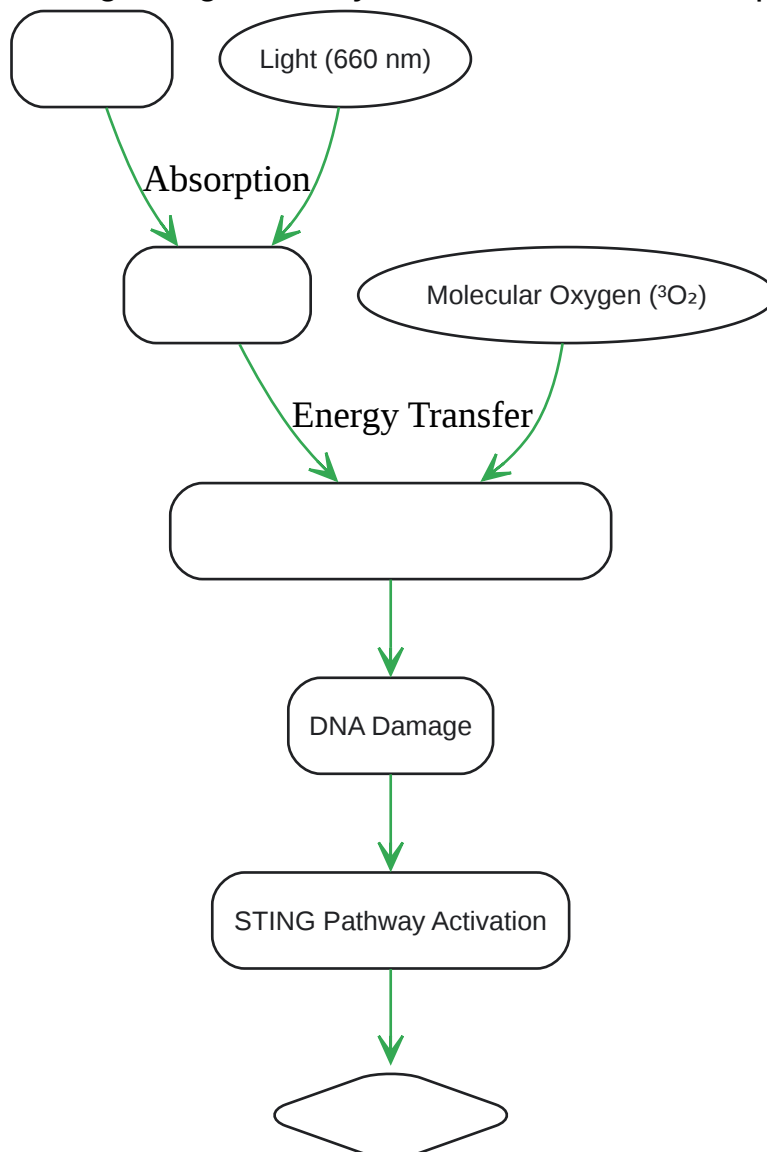 Light (660 nm)
Absorption
Molecular Oxygen (³O₂)
Energy Transfer
DNA Damage
STING Pathway Activation